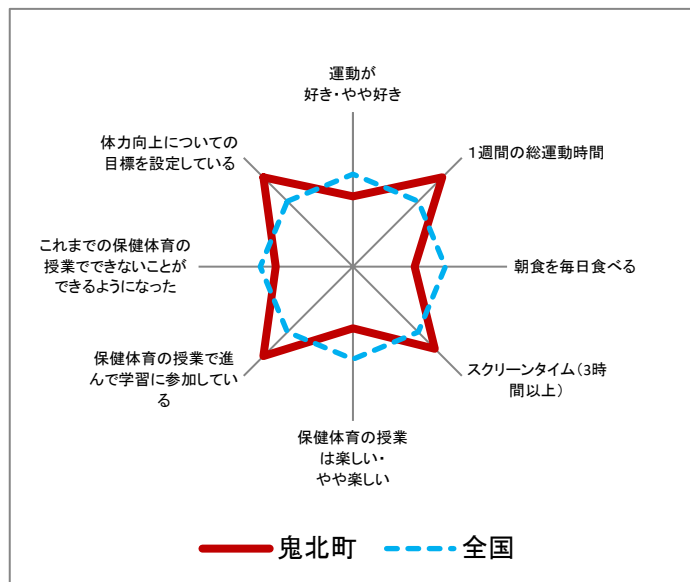 運動が
好き・やや好き
体力向上についての
目標を設定している
1週間の総運動時間
これまでの保健体育の
授業でできないことが
できるようになった
朝食を毎日食べる
保健体育の授業で進
んで学習に参加してい
る
スクリーンタイム(3時
間以上)
保健体育の授業
は楽しい・
やや楽しい
鬼北町
全国